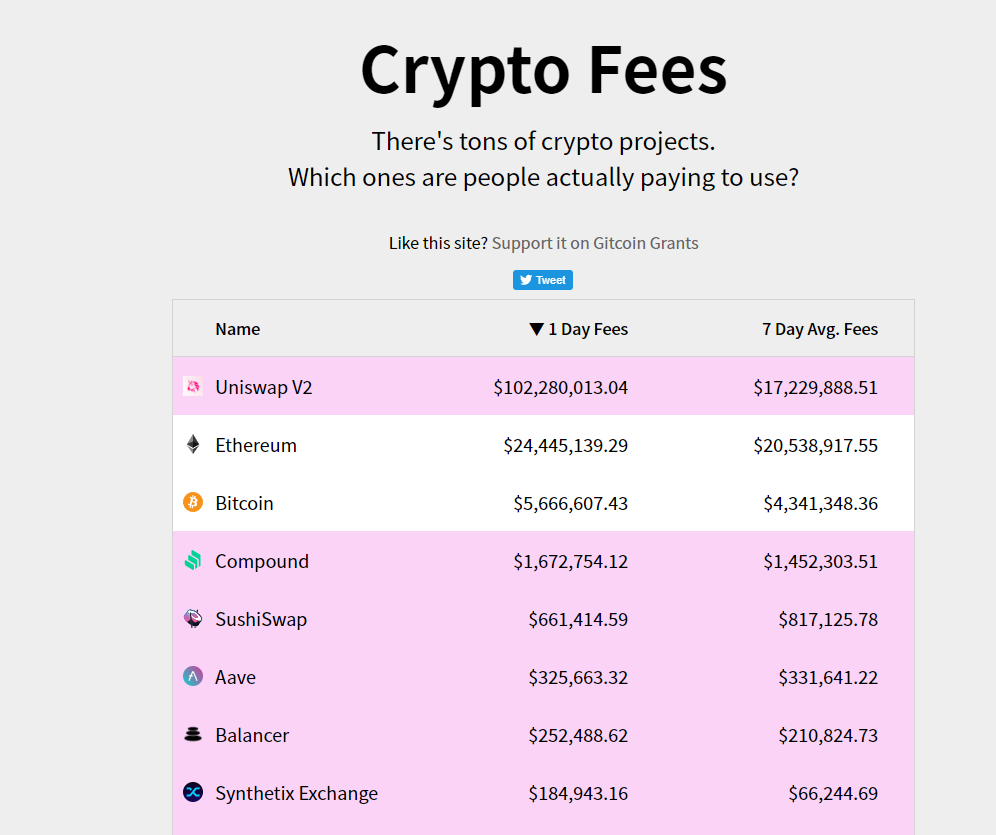 Crypto Fees
There's tons of crypto projects.
Which ones are people actually paying to use?
Like this site? Support it on Gitcoin Grants
Tweet
Name ▼ 1 Day Fees 7 Day Avg. Fees
Uniswap V2 $102,280,013.04 $17,229,888.51
Ethereum $24,445,139.29 $20,538,917.55
Bitcoin $5,666,607.43 $4,341,348.36
Compound $1,672,754.12 $1,452,303.51
SushiSwap $661,414.59 $817,125.78
Aave $325,663.32 $331,641.22
Balancer $252,488.62 $210,824.73
Synthetix Exchange $184,943.16 $66,244.69